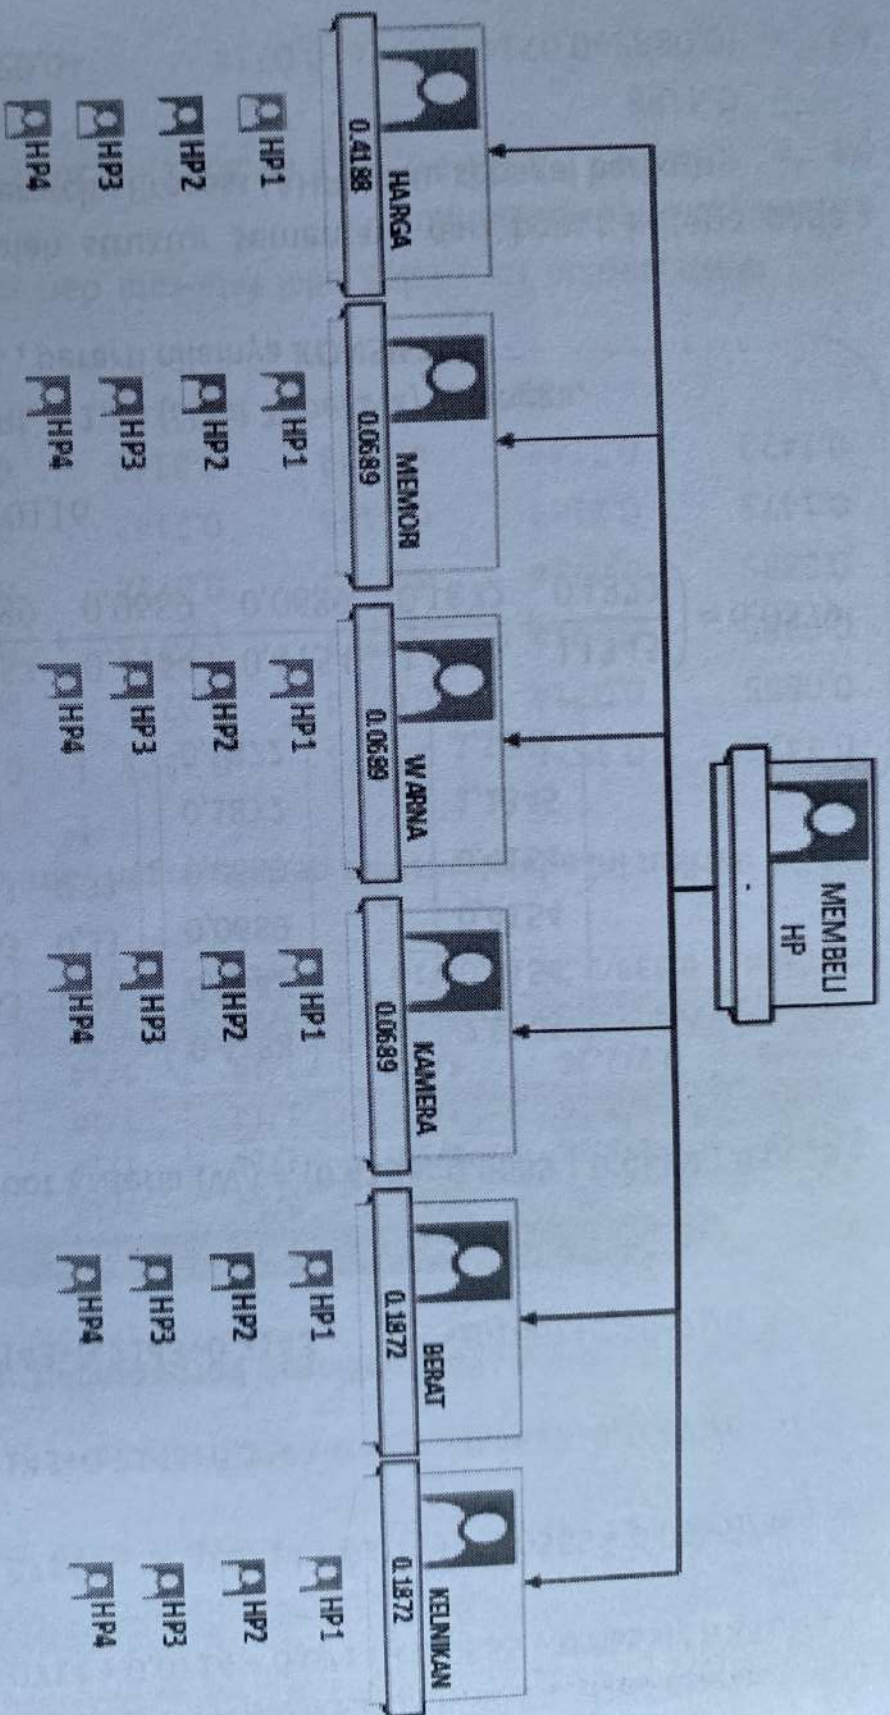 MEMBELI
HP
HARGA
0.4188
HP1
HP2
HP3
HP4
MEMORI
0.0689
HP1
HP2
HP3
HP4
WARNA
0.0689
HP1
HP2
HP3
HP4
KAMERA
0.0689
HP1
HP2
HP3
HP4
BERAT
0.1872
HP1
HP2
HP3
HP4
KELNIKAN
0.1872
HP1
HP2
HP3
HP4